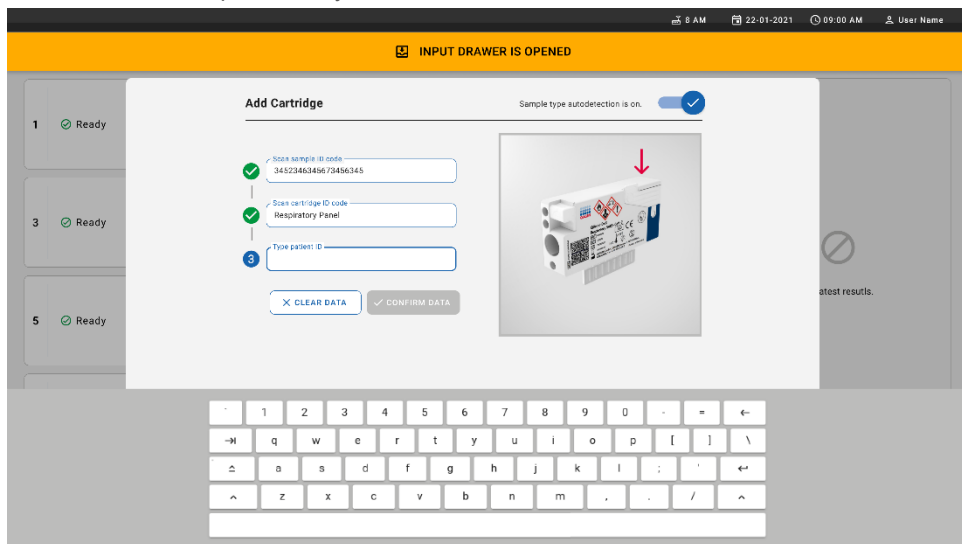 8 AM 22-01-2021 09:00 AM User Name
INPUT DRAWER IS OPENED
Add Cartridge
Sample type autodetection is on.
1 Ready
3 Ready
5 Ready
Scan sample ID code
3452346345673456345
Scan cartridge ID code
Respiratory Panel
3
Type patient ID
CLEAR DATA
CONFIRM DATA
atest resutls.
` 1 2 3 4 5 6 7 8 9 0 - =
q w e r t y u i o p [ ] \
a s d f g h j k l ; '
z x c v b n m , . /